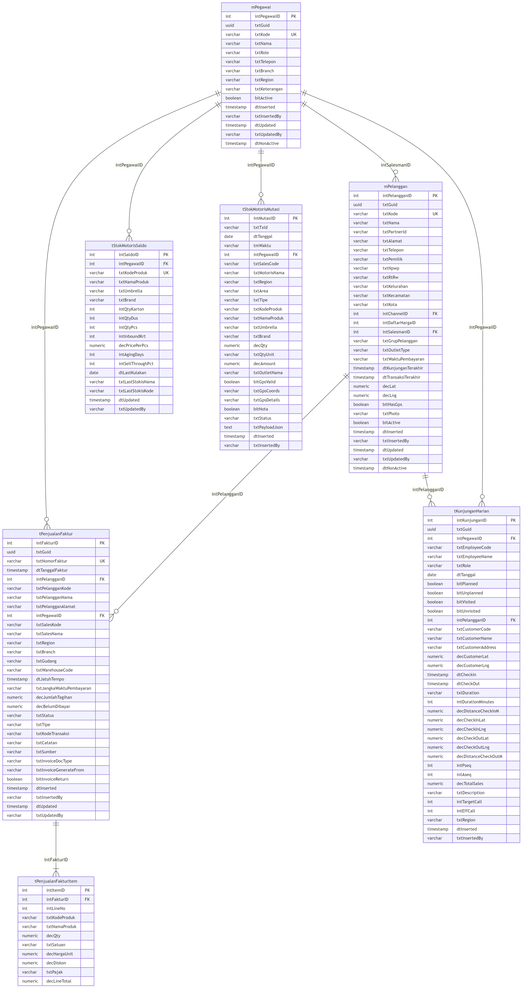 mPegawai
int intPegawaiID PK
uuid txtGuid
varchar txtKode UK
varchar txtNama
varchar txtRole
varchar txtTelepon
varchar txtBranch
varchar txtRegion
varchar txtKeterangan
boolean bitActive
timestamp dtInserted
varchar txtInsertedBy
timestamp dtUpdated
varchar txtUpdatedBy
timestamp dtNonActive
intPegawaiID
intPegawaiID
intSalesmanID
intPegawaiID
intPegawaiID
tStokMotorisSaldo
int intSaldoID PK
int intPegawaiID FK
varchar txtKodeProduk UK
varchar txtNamaProduk
varchar txtUmbrella
varchar txtBrand
int intQtyKarton
int intQtyDus
int intQtyPcs
int intInboundKrt
numeric decPricePerPcs
int intAgingDays
int intSellThroughPct
date dtLastKulakan
varchar txtLastStokisNama
varchar txtLastStokisKode
timestamp dtUpdated
varchar txtUpdatedBy
tStokMotorisMutasi
int intMutasiID PK
varchar txtTxId
date dtTanggal
varchar tmWaktu
int intPegawaiID FK
varchar txtSalesCode
varchar txtMotorisNama
varchar txtRegion
varchar txtArea
varchar txtTipe
varchar txtKodeProduk
varchar txtNamaProduk
varchar txtUmbrella
varchar txtBrand
numeric decQty
varchar txtQtyUnit
numeric decAmount
varchar txtOutletNama
boolean bitGpsValid
varchar txtGpsCoords
varchar txtGpsDetails
boolean bitNota
varchar txtStatus
text txtPayloadJson
timestamp dtInserted
varchar txtInsertedBy
mPelanggan
int intPelangganID PK
uuid txtGuid
varchar txtKode UK
varchar txtNama
varchar txtPartnerId
varchar txtAlamat
varchar txtTelepon
varchar txtPemilik
varchar txtNpwp
varchar txtRtRw
varchar txtKelurahan
varchar txtKecamatan
varchar txtKota
int intChannelID FK
int intDaftarHargaID
int intSalesmanID FK
varchar txtGrupPelanggan
varchar txtOutletType
varchar txtWaktuPembayaran
timestamp dtKunjunganTerakhir
timestamp dtTransaksiTerakhir
numeric decLat
numeric decLng
boolean bitHasGps
varchar txtPhoto
boolean bitActive
timestamp dtInserted
varchar txtInsertedBy
timestamp dtUpdated
varchar txtUpdatedBy
timestamp dtNonActive
intPelangganID
intPelangganID
tPenjualanFaktur
int intFakturID PK
uuid txtGuid
varchar txtNomorFaktur UK
timestamp dtTanggalFaktur
int intPelangganID FK
varchar txtPelangganKode
varchar txtPelangganNama
varchar txtPelangganAlamat
int intPegawaiID FK
varchar txtSalesKode
varchar txtSalesNama
varchar txtRegion
varchar txtBranch
varchar txtGudang
varchar txtWarehouseCode
timestamp dtJatuhTempo
varchar txtJangkaWaktuPembayaran
numeric decJumlahTagihan
numeric decBelumDibayar
varchar txtStatus
varchar txtTipe
varchar txtKodeTransaksi
varchar txtCatatan
varchar txtSumber
varchar txtInvoiceDocType
varchar txtInvoiceGenerateFrom
boolean bitInvoiceReturn
timestamp dtInserted
varchar txtInsertedBy
timestamp dtUpdated
varchar txtUpdatedBy
tKunjunganHarian
int intKunjunganID PK
uuid txtGuid
int intPegawaiID FK
varchar txtEmployeeCode
varchar txtEmployeeName
varchar txtRole
date dtTanggal
boolean bitPlanned
boolean bitUnplanned
boolean bitVisited
boolean bitUnvisited
int intPelangganID FK
varchar txtCustomerCode
varchar txtCustomerName
varchar txtCustomerAddress
numeric decCustomerLat
numeric decCustomerLng
timestamp dtCheckIn
timestamp dtCheckOut
varchar txtDuration
int intDurationMinutes
numeric decDistanceCheckInM
numeric decCheckInLat
numeric decCheckInLng
numeric decCheckOutLat
numeric decCheckOutLng
numeric decDistanceCheckOutM
int intPseq
int intAseq
numeric decTotalSales
varchar txtDescription
int intTargetCall
int intEffCall
varchar txtRegion
timestamp dtInserted
varchar txtInsertedBy
intFakturID
tPenjualanFakturItem
int intItemID PK
int intFakturID FK
int intLineNo
varchar txtKodeProduk
varchar txtNamaProduk
numeric decQty
varchar txtSatuan
numeric decHargaUnit
numeric decDiskon
varchar txtPajak
numeric decLineTotal